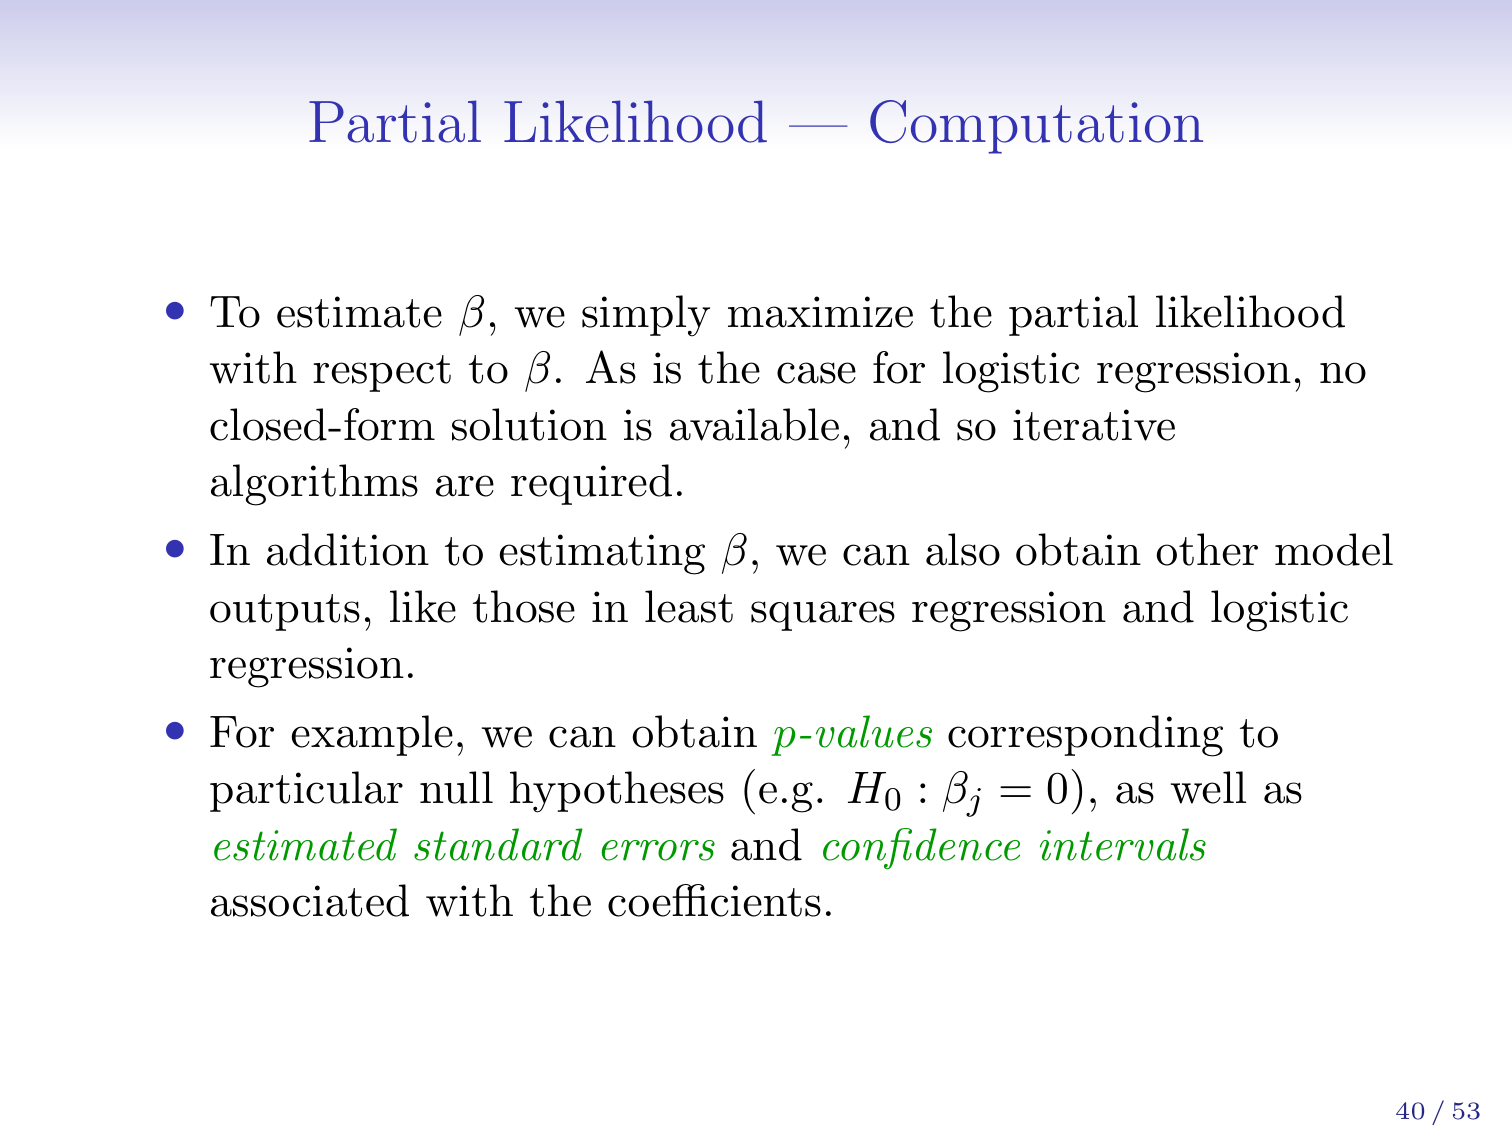 Partial Likelihood — Computation
• To estimate β, we simply maximize the partial likelihood
with respect to β. As is the case for logistic regression, no
closed-form solution is available, and so iterative
algorithms are required.
• In addition to estimating β, we can also obtain other model
outputs, like those in least squares regression and logistic
regression.
• For example, we can obtain p-values corresponding to
particular null hypotheses (e.g. H₀ : βⱼ = 0), as well as
estimated standard errors and confidence intervals
associated with the coefficients.
40 / 53